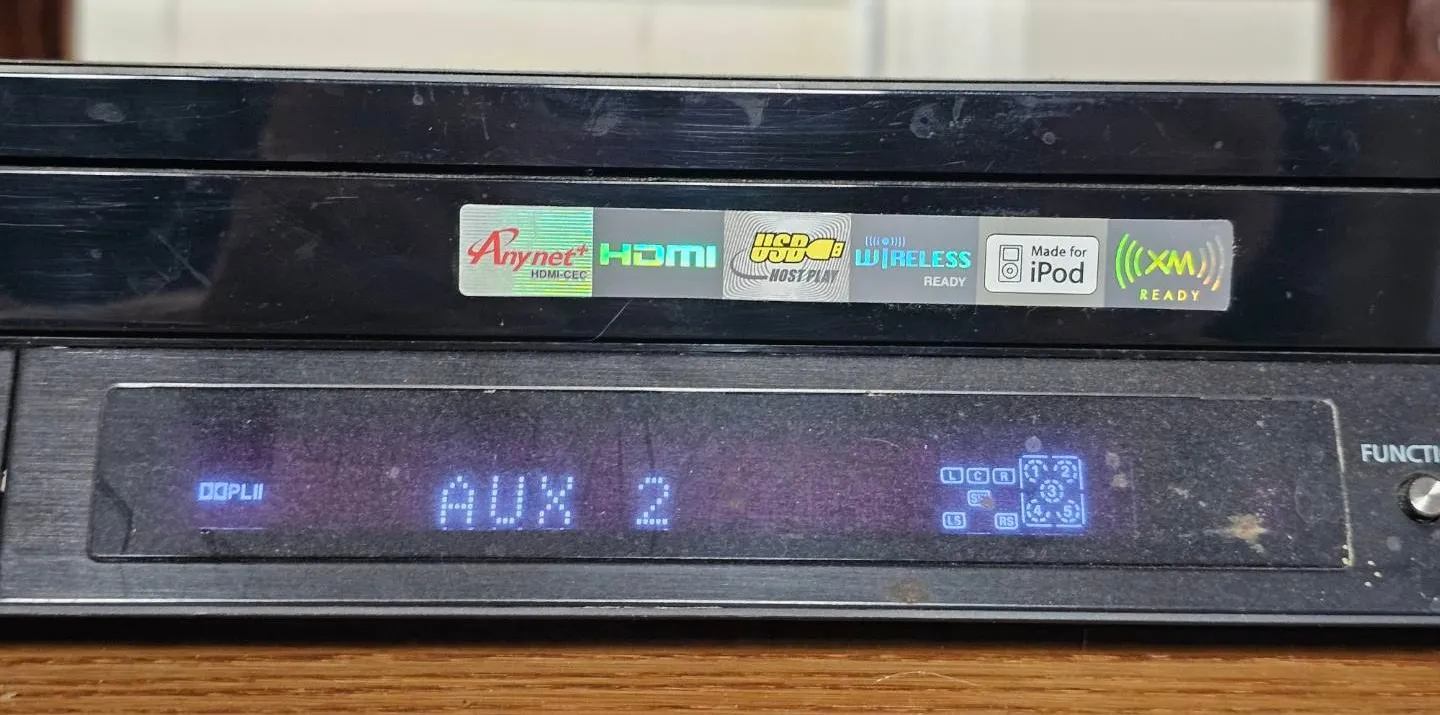 Anynet+
HDMI-CEC
HDMI
USB
HOST PLAY
WIRELESS
READY
Made for
iPod
XM
READY
FUNCTI
PLII
AUX 2
L C R
1 2
3
4 5
LS RS